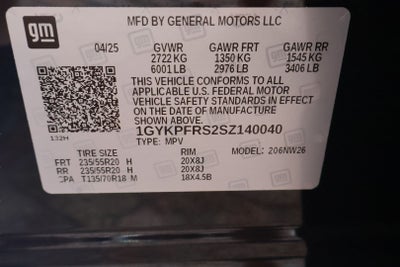 gm
MFD BY GENERAL MOTORS LLC
04/25 GVWR GAWR FRT GAWR RR
2722 KG 1350 KG 1545 KG
6001 LB 2976 LB 3406 LB
THIS VEHICLE CONFORMS TO ALL
APPLICABLE U.S. FEDERAL MOTOR
VEHICLE SAFETY STANDARDS IN EFFECT
ON THE DATE OF MANUFACTURE
SHOWN ABOVE.
1GYKPFRS2SZ140040
132H TYPE: MPV MODEL: 206NW26
TIRE SIZE RIM
FRT 235/55R20 H 20X8J
RR 235/55R20 H 20X8J
CPA T135/70R18 M 18X4.5B